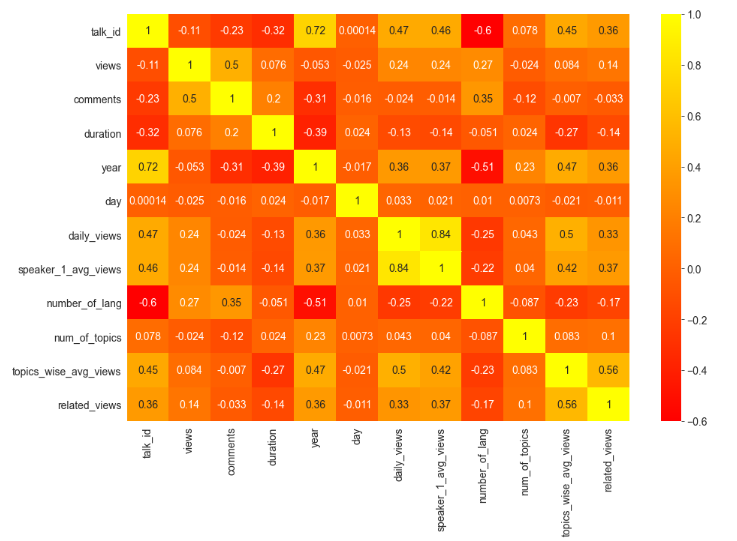 talk_id 1 -0.11 -0.23 -0.32 0.72 0.00014 0.47 0.46 -0.6 0.078 0.45 0.36
views -0.11 1 0.5 0.076 -0.053 -0.025 0.24 0.24 0.27 -0.024 0.084 0.14
comments -0.23 0.5 1 0.2 -0.31 -0.016 -0.024 -0.014 0.35 -0.12 -0.007 -0.033
duration -0.32 0.076 0.2 1 -0.39 0.024 -0.13 -0.14 -0.051 0.024 -0.27 -0.14
year 0.72 -0.053 -0.31 -0.39 1 -0.017 0.36 0.37 -0.51 0.23 0.47 0.36
day 0.00014 -0.025 -0.016 0.024 -0.017 1 0.033 0.021 0.01 0.0073 -0.021 -0.011
daily_views 0.47 0.24 -0.024 -0.13 0.36 0.033 1 0.84 -0.25 0.043 0.5 0.33
speaker_1_avg_views 0.46 0.24 -0.014 -0.14 0.37 0.021 0.84 1 -0.22 0.04 0.42 0.37
number_of_lang -0.6 0.27 0.35 -0.051 -0.51 0.01 -0.25 -0.22 1 -0.087 -0.23 -0.17
num_of_topics 0.078 -0.024 -0.12 0.024 0.23 0.0073 0.043 0.04 -0.087 1 0.083 0.1
topics_wise_avg_views 0.45 0.084 -0.007 -0.27 0.47 -0.021 0.5 0.42 -0.23 0.083 1 0.56
related_views 0.36 0.14 -0.033 -0.14 0.36 -0.011 0.33 0.37 -0.17 0.1 0.56 1
talk_id
views
comments
duration
year
day
daily_views
speaker_1_avg_views
number_of_lang
num_of_topics
topics_wise_avg_views
related_views
1.0
0.8
0.6
0.4
0.2
0.0
−0.2
−0.4
−0.6